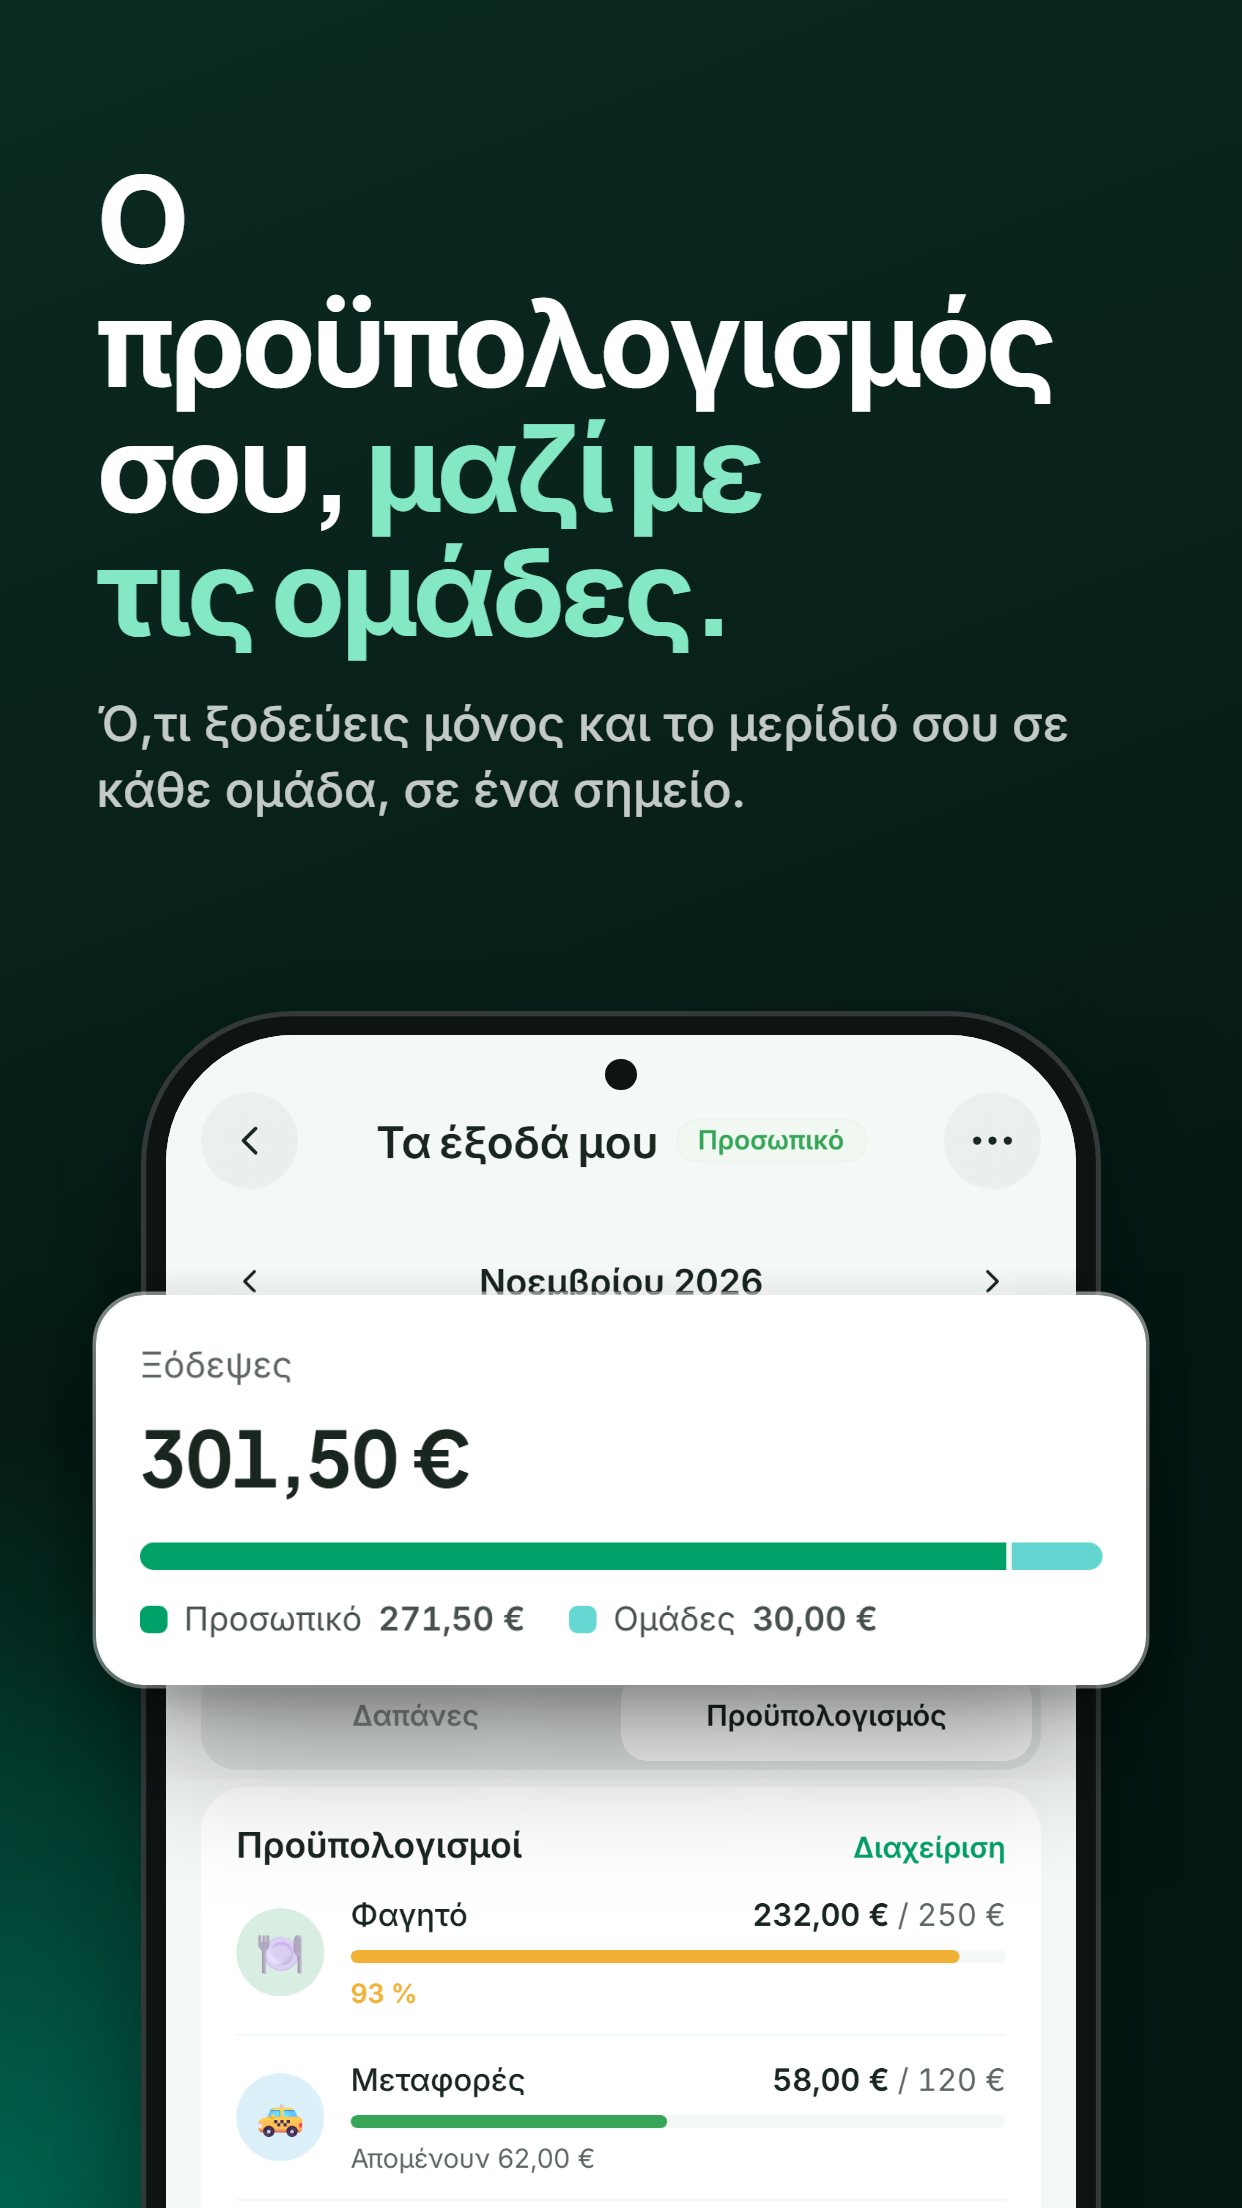 Ο
προϋπολογισμός
σου, μαζί με
τις ομάδες.
Ό,τι ξοδεύεις μόνος και το μερίδιό σου σε
κάθε ομάδα, σε ένα σημείο.
Τα έξοδά μου Προσωπικό
Νοεμβρίου 2026
Ξόδεψες
301,50 €
Προσωπικό 271,50 € Ομάδες 30,00 €
Δαπάνες Προϋπολογισμός
Προϋπολογισμοί Διαχείριση
Φαγητό 232,00 € / 250 €
93 %
Μεταφορές 58,00 € / 120 €
Απομένουν 62,00 €